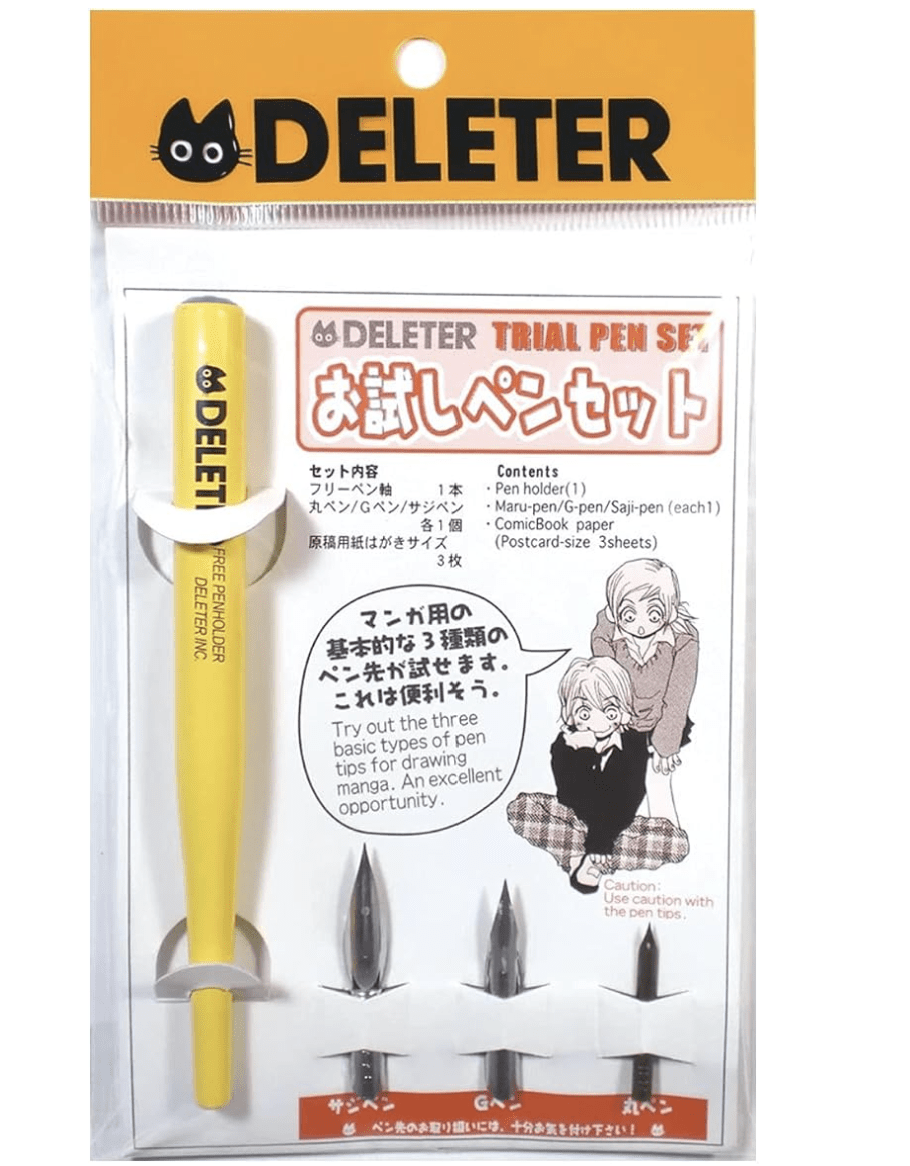 DELETER
DELETER TRIAL PEN SET
お試しペンセット
セット内容
フリーペン軸 1本
丸ペン/Gペン/サジペン
各1個
原稿用紙はがきサイズ
3枚
Contents
・Pen holder(1)
・Maru-pen/G-pen/Saji-pen (each1)
・ComicBook paper
(Postcard-size 3sheets)
DELET
FREE PENHOLDER
DELETER INC.
マンガ用の
基本的な3種類の
ペン先が試せます。
これは便利そう。
Try out the three
basic types of pen
tips for drawing
manga. An excellent
opportunity.
Caution:
Use caution with
the pen tips.
サジペン Gペン 丸ペン
ペン先のお取り扱いには、十分お気を付け下さい！